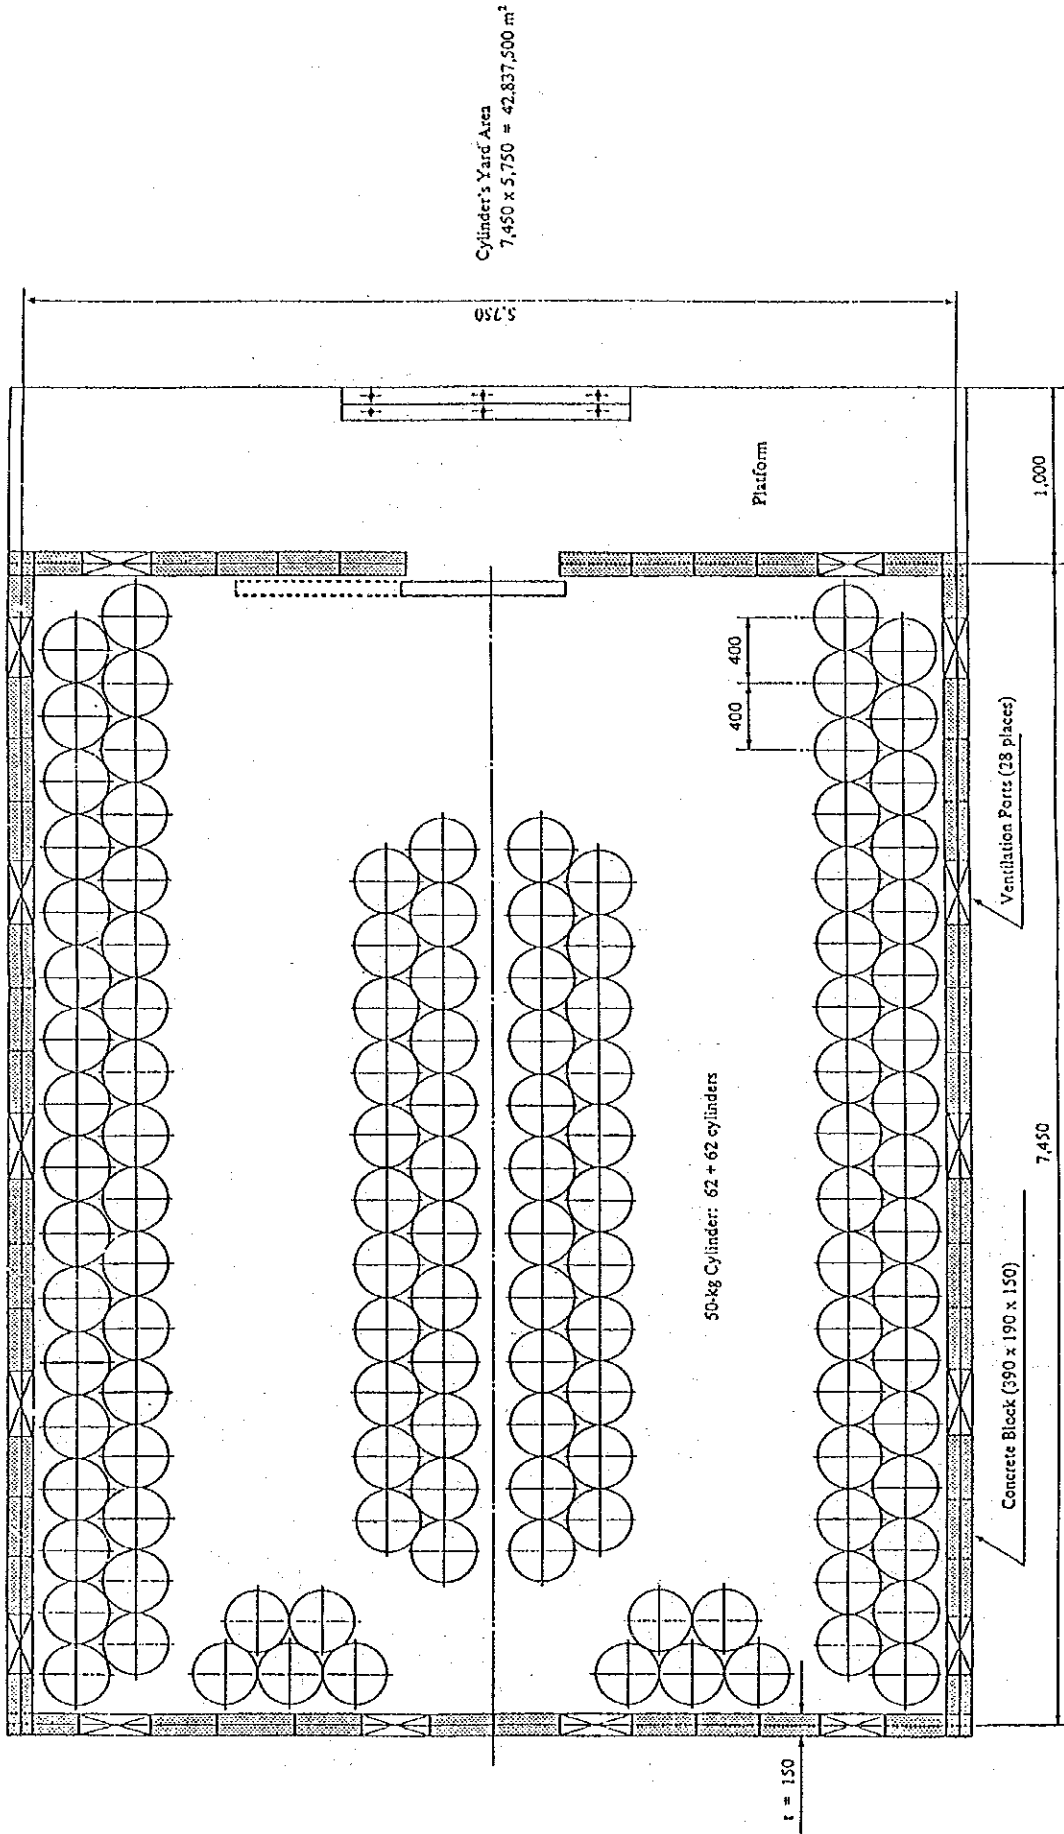 Cylinder's Yard Area
7,450 x 5,750 = 42.837,500 m²
5,750
Platform
1,000
400
400
Ventilation Ports (28 places)
50-kg Cylinder: 62 + 62 cylinders
7,450
Concrete Block (390 x 190 x 150)
t = 150